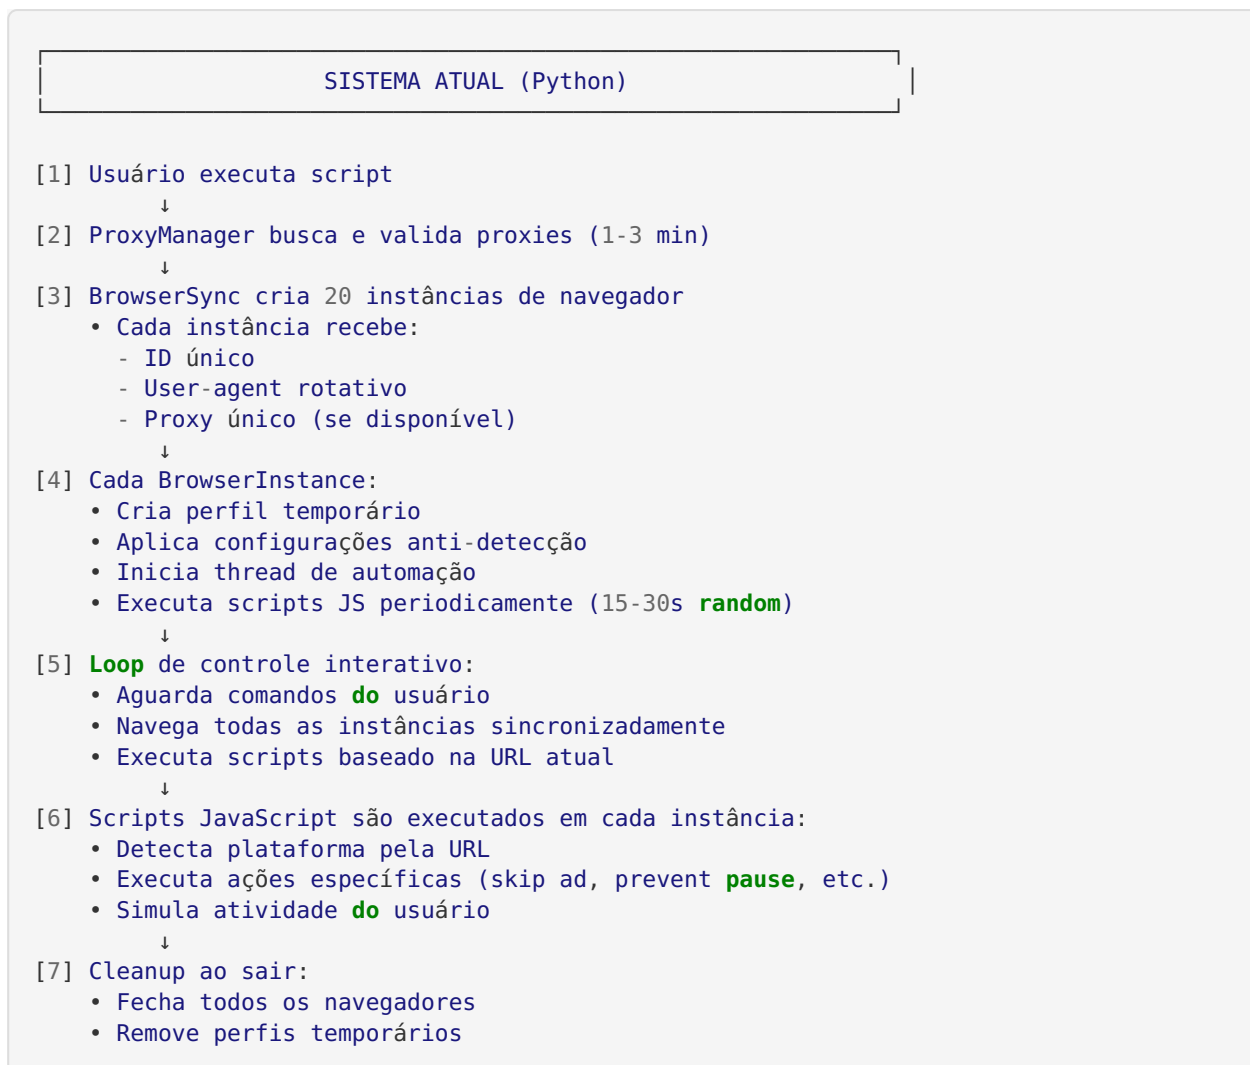 SISTEMA ATUAL (Python)
[1] Usuário executa script
↓
[2] ProxyManager busca e valida proxies (1-3 min)
↓
[3] BrowserSync cria 20 instâncias de navegador
• Cada instância recebe:
- ID único
- User-agent rotativo
- Proxy único (se disponível)
↓
[4] Cada BrowserInstance:
• Cria perfil temporário
• Aplica configurações anti-detecção
• Inicia thread de automação
• Executa scripts JS periodicamente (15-30s random)
↓
[5] Loop de controle interativo:
• Aguarda comandos do usuário
• Navega todas as instâncias sincronizadamente
• Executa scripts baseado na URL atual
↓
[6] Scripts JavaScript são executados em cada instância:
• Detecta plataforma pela URL
• Executa ações específicas (skip ad, prevent pause, etc.)
• Simula atividade do usuário
↓
[7] Cleanup ao sair:
• Fecha todos os navegadores
• Remove perfis temporários